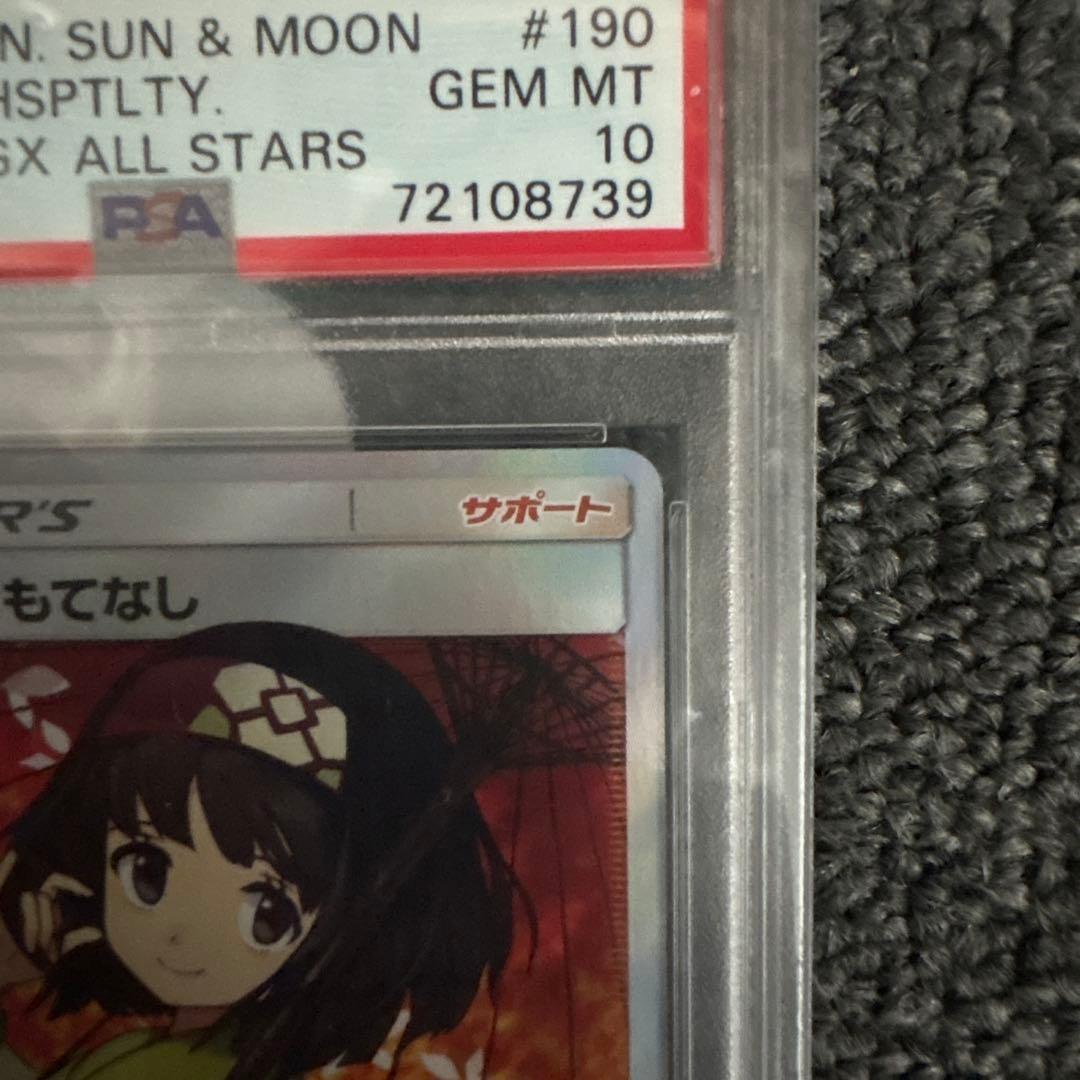 N. SUN & MOON #190
HSPTLTY. GEM MT
GX ALL STARS 10
PSA 72108739
R'S サポート
もてなし